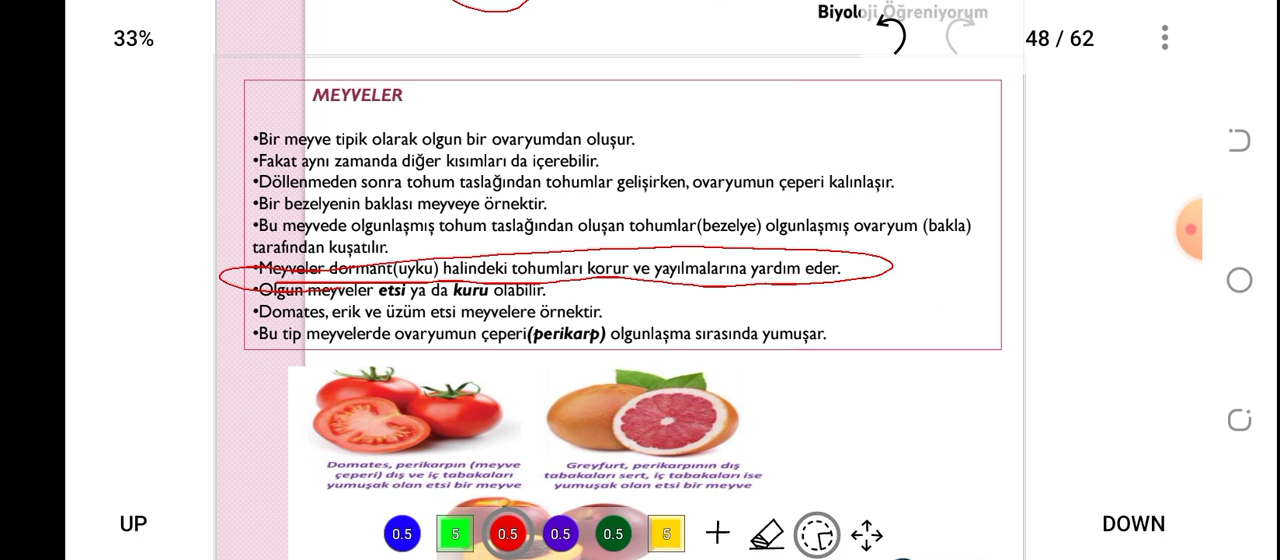 Biyoloji Öğreniyorum
33%
48 / 62
MEYVELER
•Bir meyve tipik olarak olgun bir ovaryumdan oluşur.
•Fakat aynı zamanda diğer kısımları da içerebilir.
•Döllenmeden sonra tohum taslağından tohumlar gelişirken, ovaryumun çeperi kalınlaşır.
•Bir bezelyenin baklası meyveye örnektir.
•Bu meyvede olgunlaşmış tohum taslağından oluşan tohumlar(bezelye) olgunlaşmış ovaryum (bakla)
tarafından kuşatılır.
•Meyveler dormant(uyku) halindeki tohumları korur ve yayılmalarına yardım eder.
•Olgun meyveler etsi ya da kuru olabilir.
•Domates, erik ve üzüm etsi meyvelere örnektir.
•Bu tip meyvelerde ovaryumun çeperi(perikarp) olgunlaşma sırasında yumuşar.
Domates, perikarpın (meyve
çeperi) dış ve iç tabakaları
yumuşak olan etsi bir meyve
Greyfurt, perikarpının dış
tabakaları sert, iç tabakaları ise
yumuşak olan etsi bir meyve
UP
0.5
5
0.5
0.5
0.5
5
DOWN